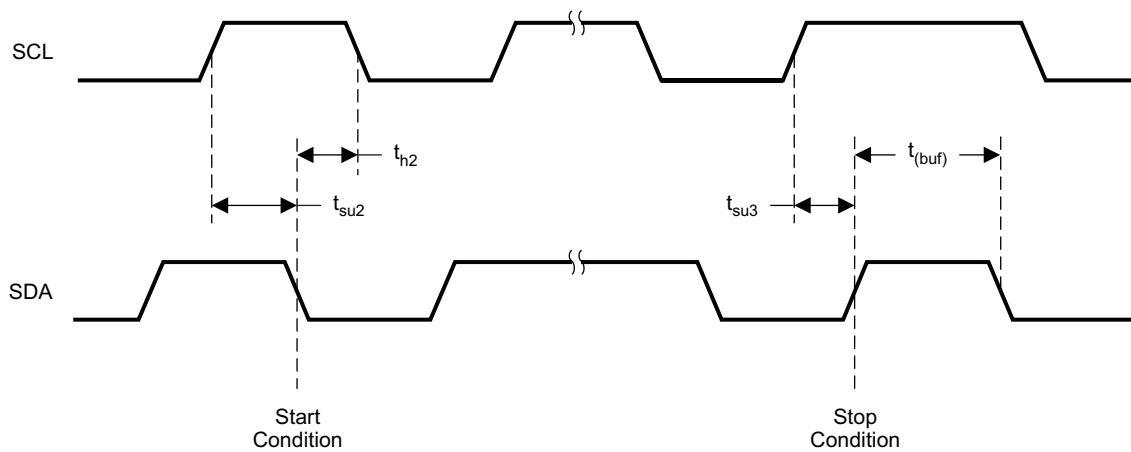 SCL
t(buf)
th2
tsu2
tsu3
SDA
Start
Condition
Stop
Condition